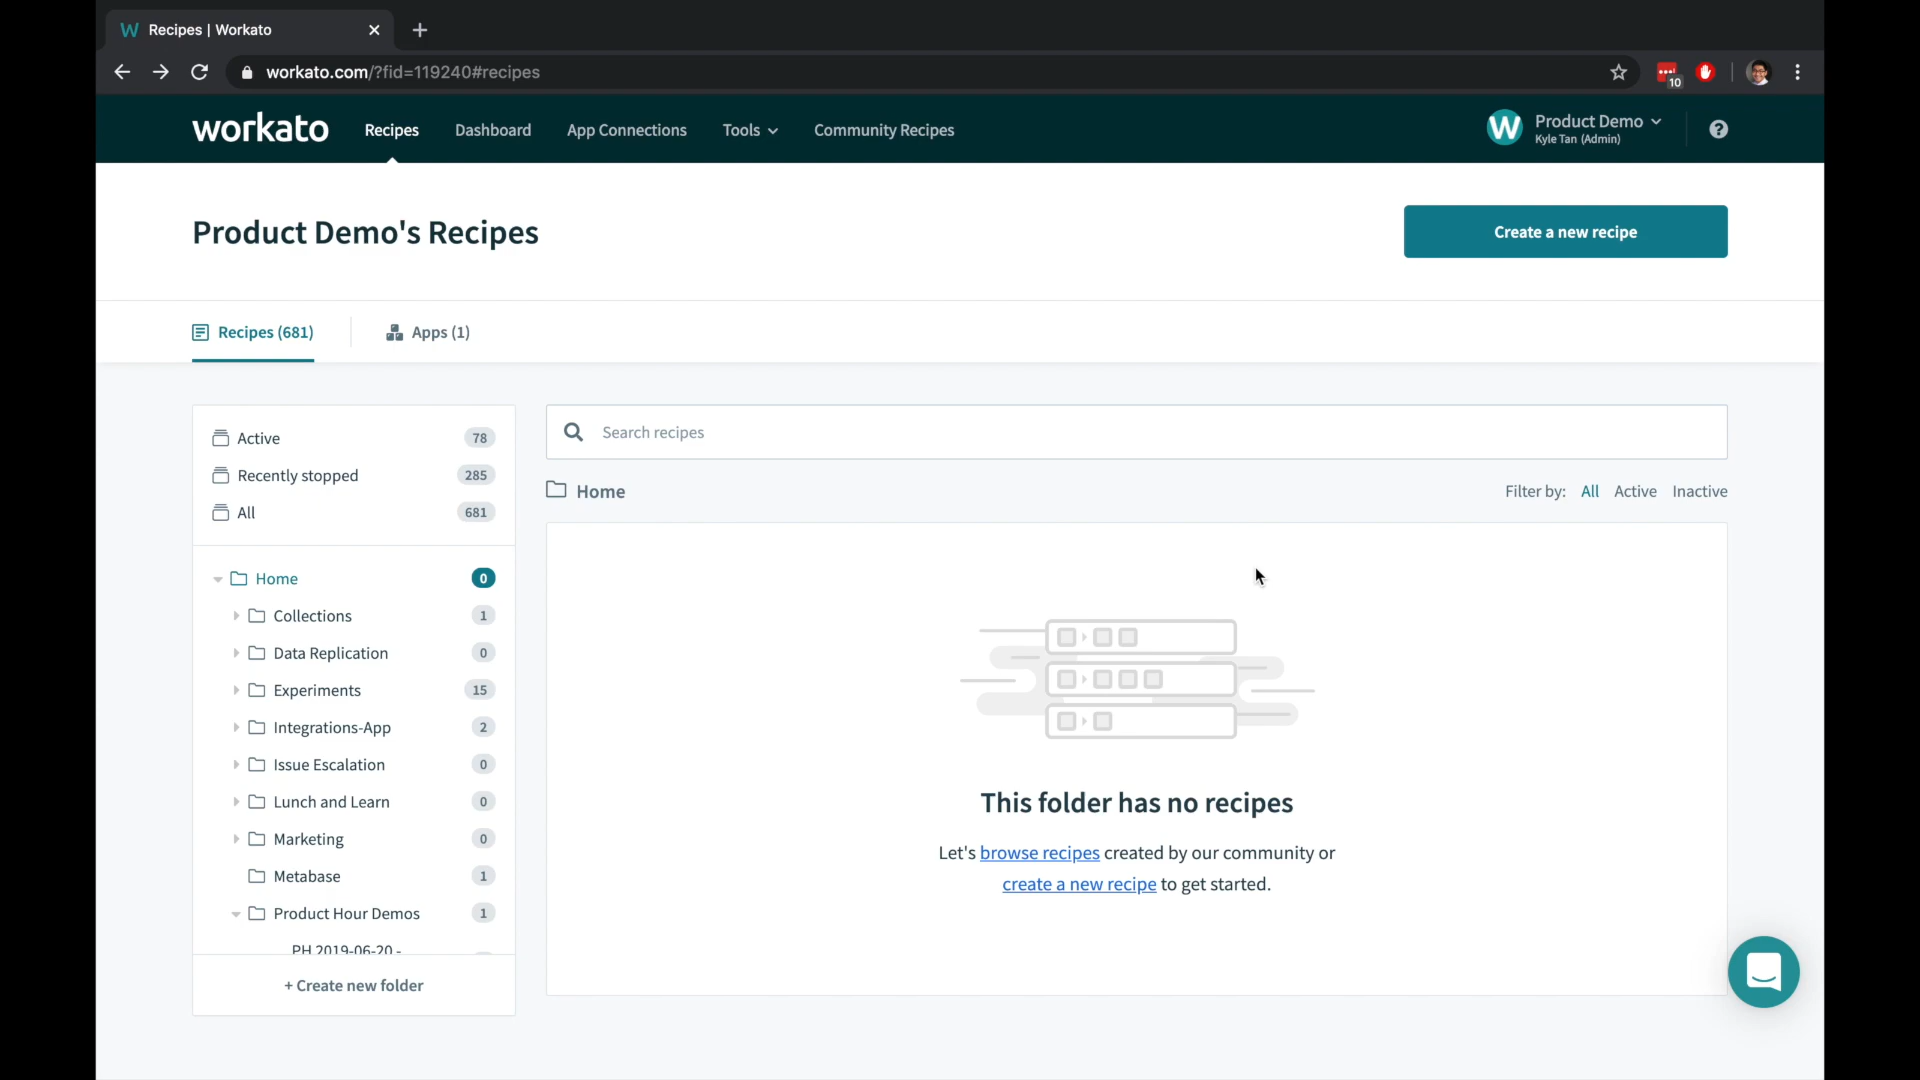 Recipes | Workato
workato.com/?fid=119240#recipes
10
workato
Recipes
Dashboard
App Connections
Tools
Community Recipes
W
Product Demo
Kyle Tan (Admin)
Product Demo's Recipes
Create a new recipe
Recipes (681)
Apps (1)
Active 78
Recently stopped 285
All 681
Search recipes
Home
Filter by: All Active Inactive
Home 0
Collections 1
Data Replication 0
Experiments 15
Integrations-App 2
Issue Escalation 0
Lunch and Learn 0
Marketing 0
Metabase 1
Product Hour Demos 1
PH 2019-06-20 -
+ Create new folder
This folder has no recipes
Let's browse recipes created by our community or
create a new recipe to get started.